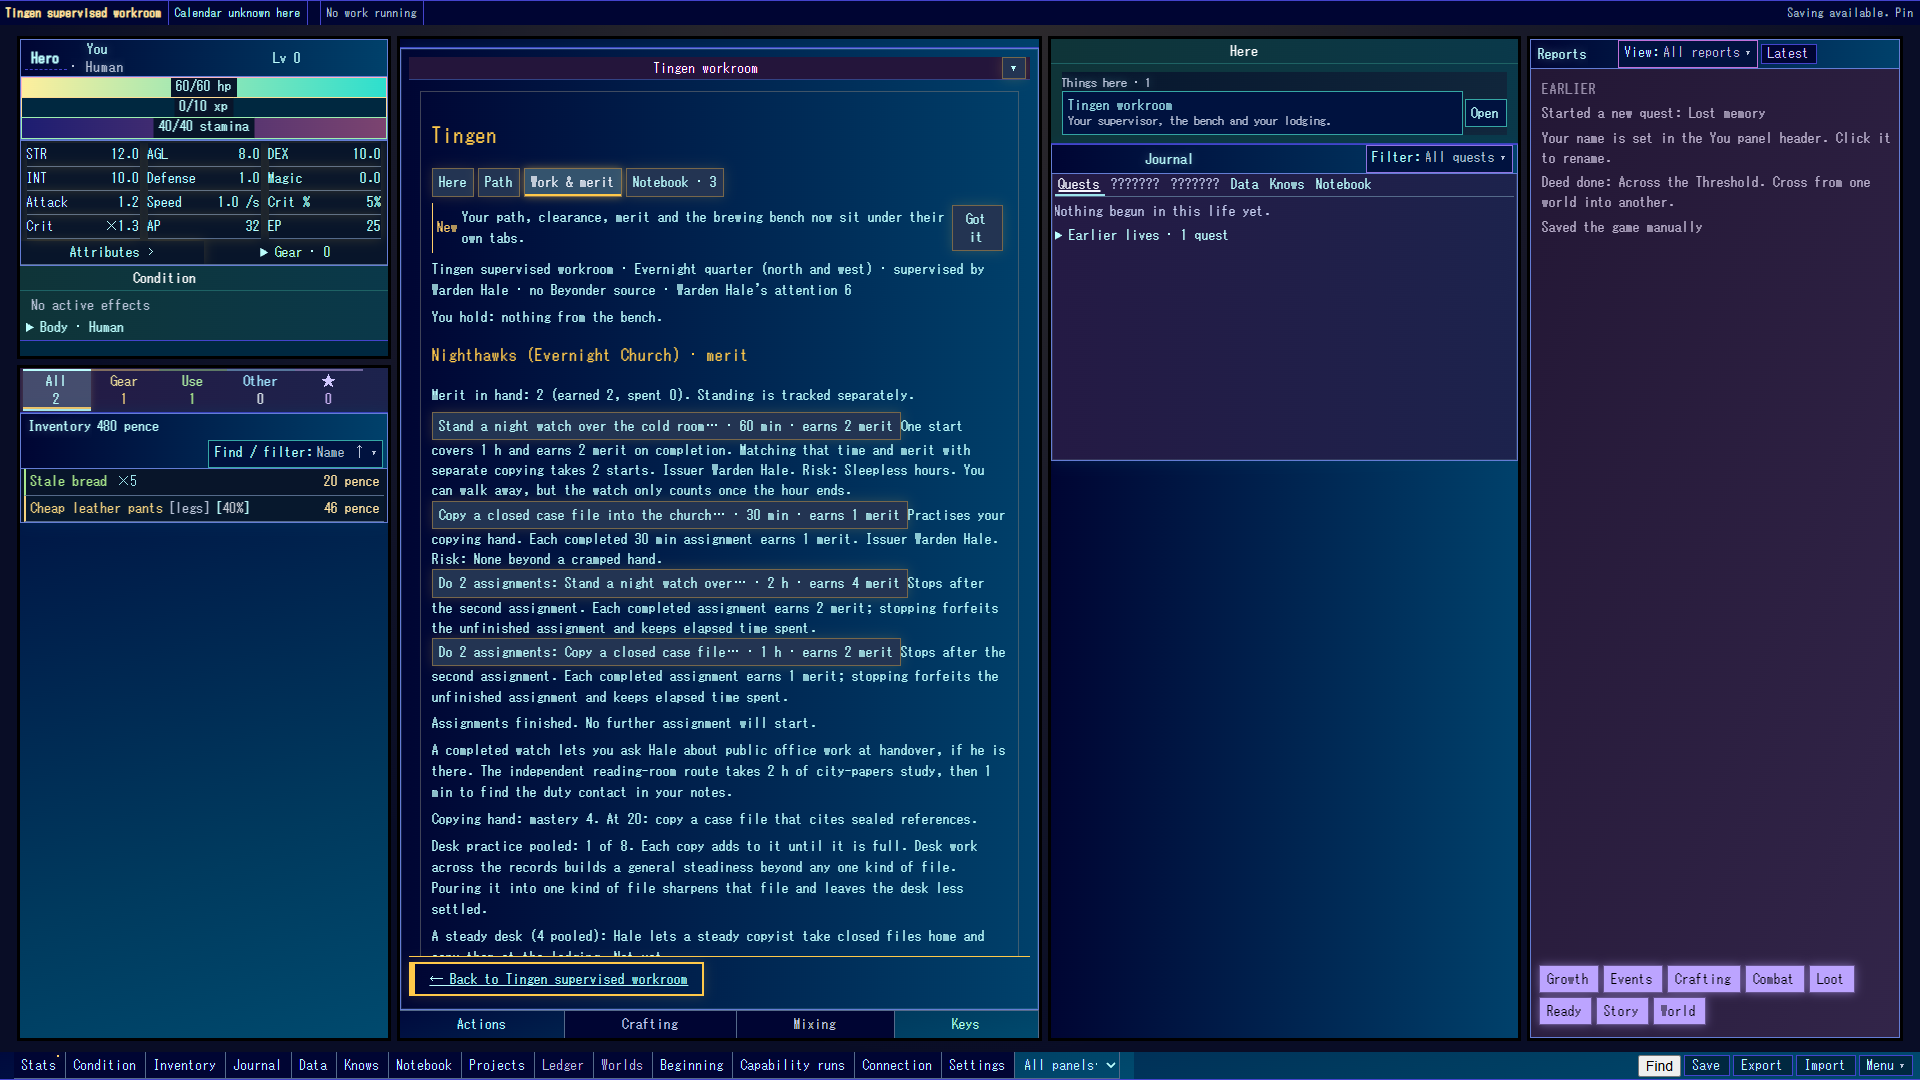 Tingen supervised workroom
Calendar unknown here
No work running
Saving available. Pin
Hero · You
Human
Lv 0
60/60 hp
0/10 xp
40/40 stamina
STR 12.0 AGL 8.0 DEX 10.0
INT 10.0 Defense 1.0 Magic 0.0
Attack 1.2 Speed 1.0 /s Crit % 5%
Crit ×1.3 AP 32 EP 25
Attributes >
▶ Gear · 0
Condition
No active effects
▶ Body · Human
All 2
Gear 1
Use 1
Other 0
★ 0
Inventory 480 pence
Find / filter: Name ↑ ▾
Stale bread ×5 20 pence
Cheap leather pants [legs] [40%] 46 pence
Tingen workroom
▾
Tingen
Here
Path
Work & merit
Notebook · 3
New
Your path, clearance, merit and the brewing bench now sit under their
own tabs.
Got
it
Tingen supervised workroom · Evernight quarter (north and west) · supervised by
Warden Hale · no Beyonder source · Warden Hale's attention 6
You hold: nothing from the bench.
Nighthawks (Evernight Church) · merit
Merit in hand: 2 (earned 2, spent 0). Standing is tracked separately.
Stand a night watch over the cold room… · 60 min · earns 2 merit One start
covers 1 h and earns 2 merit on completion. Matching that time and merit with
separate copying takes 2 starts. Issuer Warden Hale. Risk: Sleepless hours. You
can walk away, but the watch only counts once the hour ends.
Copy a closed case file into the church… · 30 min · earns 1 merit Practises your
copying hand. Each completed 30 min assignment earns 1 merit. Issuer Warden Hale.
Risk: None beyond a cramped hand.
Do 2 assignments: Stand a night watch over… · 2 h · earns 4 merit Stops after
the second assignment. Each completed assignment earns 2 merit; stopping forfeits
the unfinished assignment and keeps elapsed time spent.
Do 2 assignments: Copy a closed case file… · 1 h · earns 2 merit Stops after the
second assignment. Each completed assignment earns 1 merit; stopping forfeits the
unfinished assignment and keeps elapsed time spent.
Assignments finished. No further assignment will start.
A completed watch lets you ask Hale about public office work at handover, if he is
there. The independent reading-room route takes 2 h of city-papers study, then 1
min to find the duty contact in your notes.
Copying hand: mastery 4. At 20: copy a case file that cites sealed references.
Desk practice pooled: 1 of 8. Each copy adds to it until it is full. Desk work
across the records builds a general steadiness beyond any one kind of file.
Pouring it into one kind of file sharpens that file and leaves the desk less
settled.
A steady desk (4 pooled): Hale lets a steady copyist take closed files home and
← Back to Tingen supervised workroom
Actions
Crafting
Mixing
Keys
Here
Things here · 1
Tingen workroom
Your supervisor, the bench and your lodging.
Open
Journal
Filter: All quests ▾
Quests ??????? ??????? Data Knows Notebook
Nothing begun in this life yet.
▶ Earlier lives · 1 quest
Reports
View: All reports ▾
Latest
EARLIER
Started a new quest: Lost memory
Your name is set in the You panel header. Click it
to rename.
Deed done: Across the Threshold. Cross from one
world into another.
Saved the game manually
Growth
Events
Crafting
Combat
Loot
Ready
Story
World
Stats
Condition
Inventory
Journal
Data
Knows
Notebook
Projects
Ledger
Worlds
Beginning
Capability runs
Connection
Settings
All panels·
Find
Save
Export
Import
Menu ▾